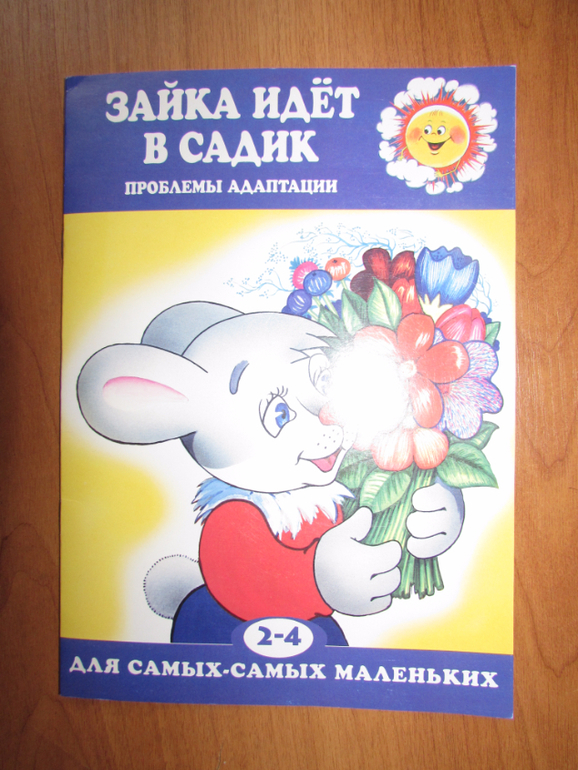 ЗАЙКА ИДЁТ
В САДИК
ПРОБЛЕМЫ АДАПТАЦИИ
2-4
ДЛЯ САМЫХ-САМЫХ МАЛЕНЬКИХ